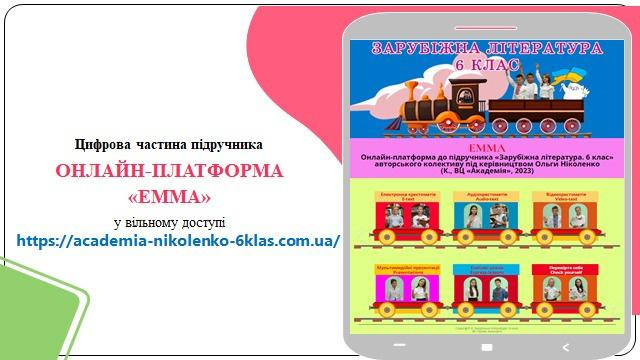 Цифрова частина підручника
ОНЛАЙН-ПЛАТФОРМА
«ЕММА»
у вільному доступі
https://academia-nikolenko-6klas.com.ua/
ЗАРУБІЖНА ЛІТЕРАТУРА
6 КЛАС
ЕММА
Онлайн-платформа до підручника «Зарубіжна література. 6 клас»
авторського колективу під керівництвом Ольги Ніколенко
(К., ВЦ «Академія», 2023)
Електронна хрестоматія
E-text
Аудіохрестоматія
Audio-text
Відеохрестоматія
Video-text
Мультимедійні презентації
Presentations
Перевірте себе
Check yourself